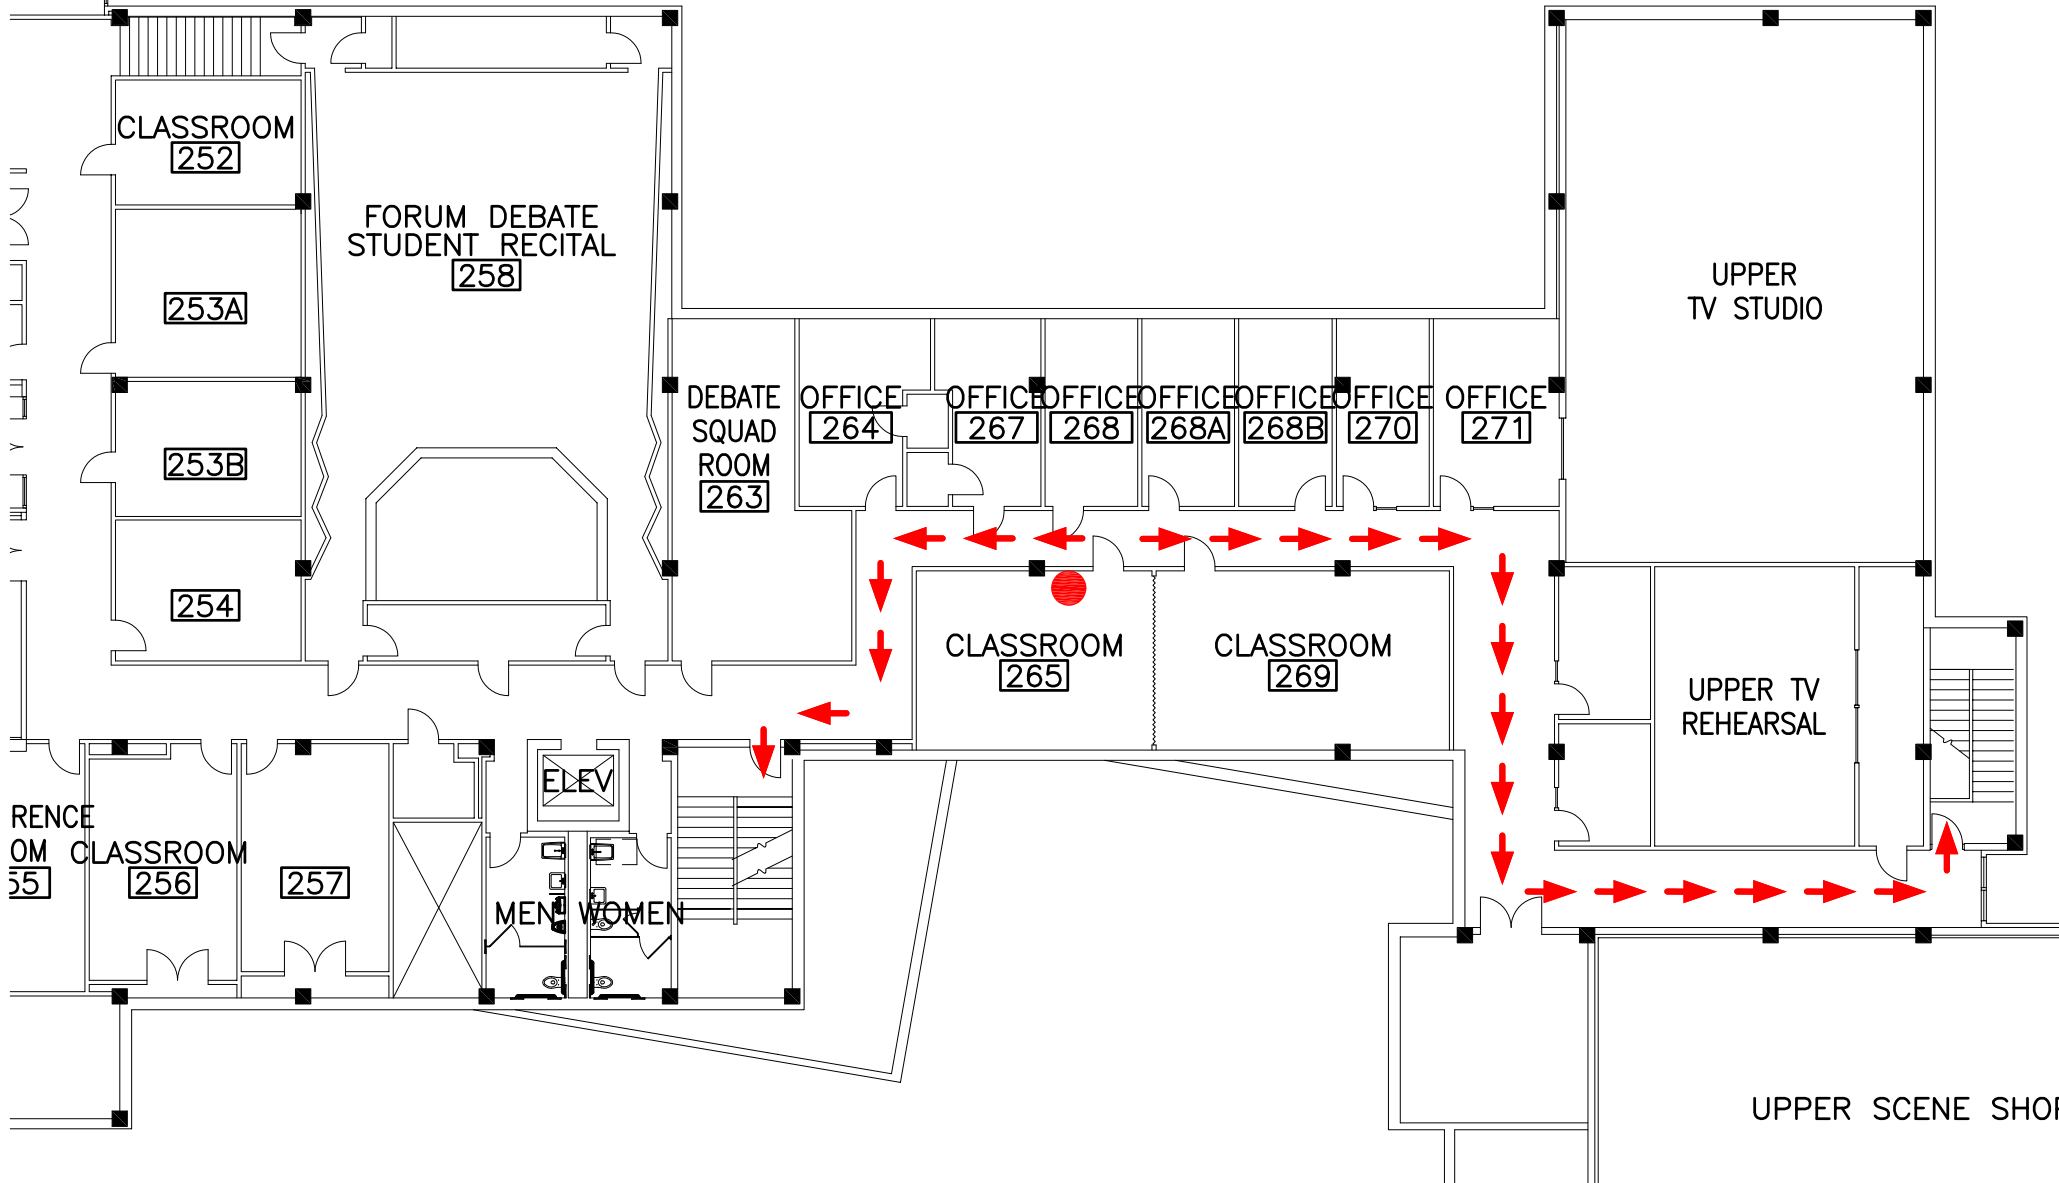 CLASSROOM
252
FORUM DEBATE
STUDENT RECITAL
258
253A
253B
254
DEBATE
SQUAD
ROOM
263
OFFICE
264
OFFICE
267
OFFICE
268
OFFICE
268A
OFFICE
268B
OFFICE
270
OFFICE
271
UPPER
TV STUDIO
CLASSROOM
265
CLASSROOM
269
UPPER TV
REHEARSAL
ELEV
RENCE
OM
55
CLASSROOM
256
257
MEN
WOMEN
UPPER SCENE SHOP